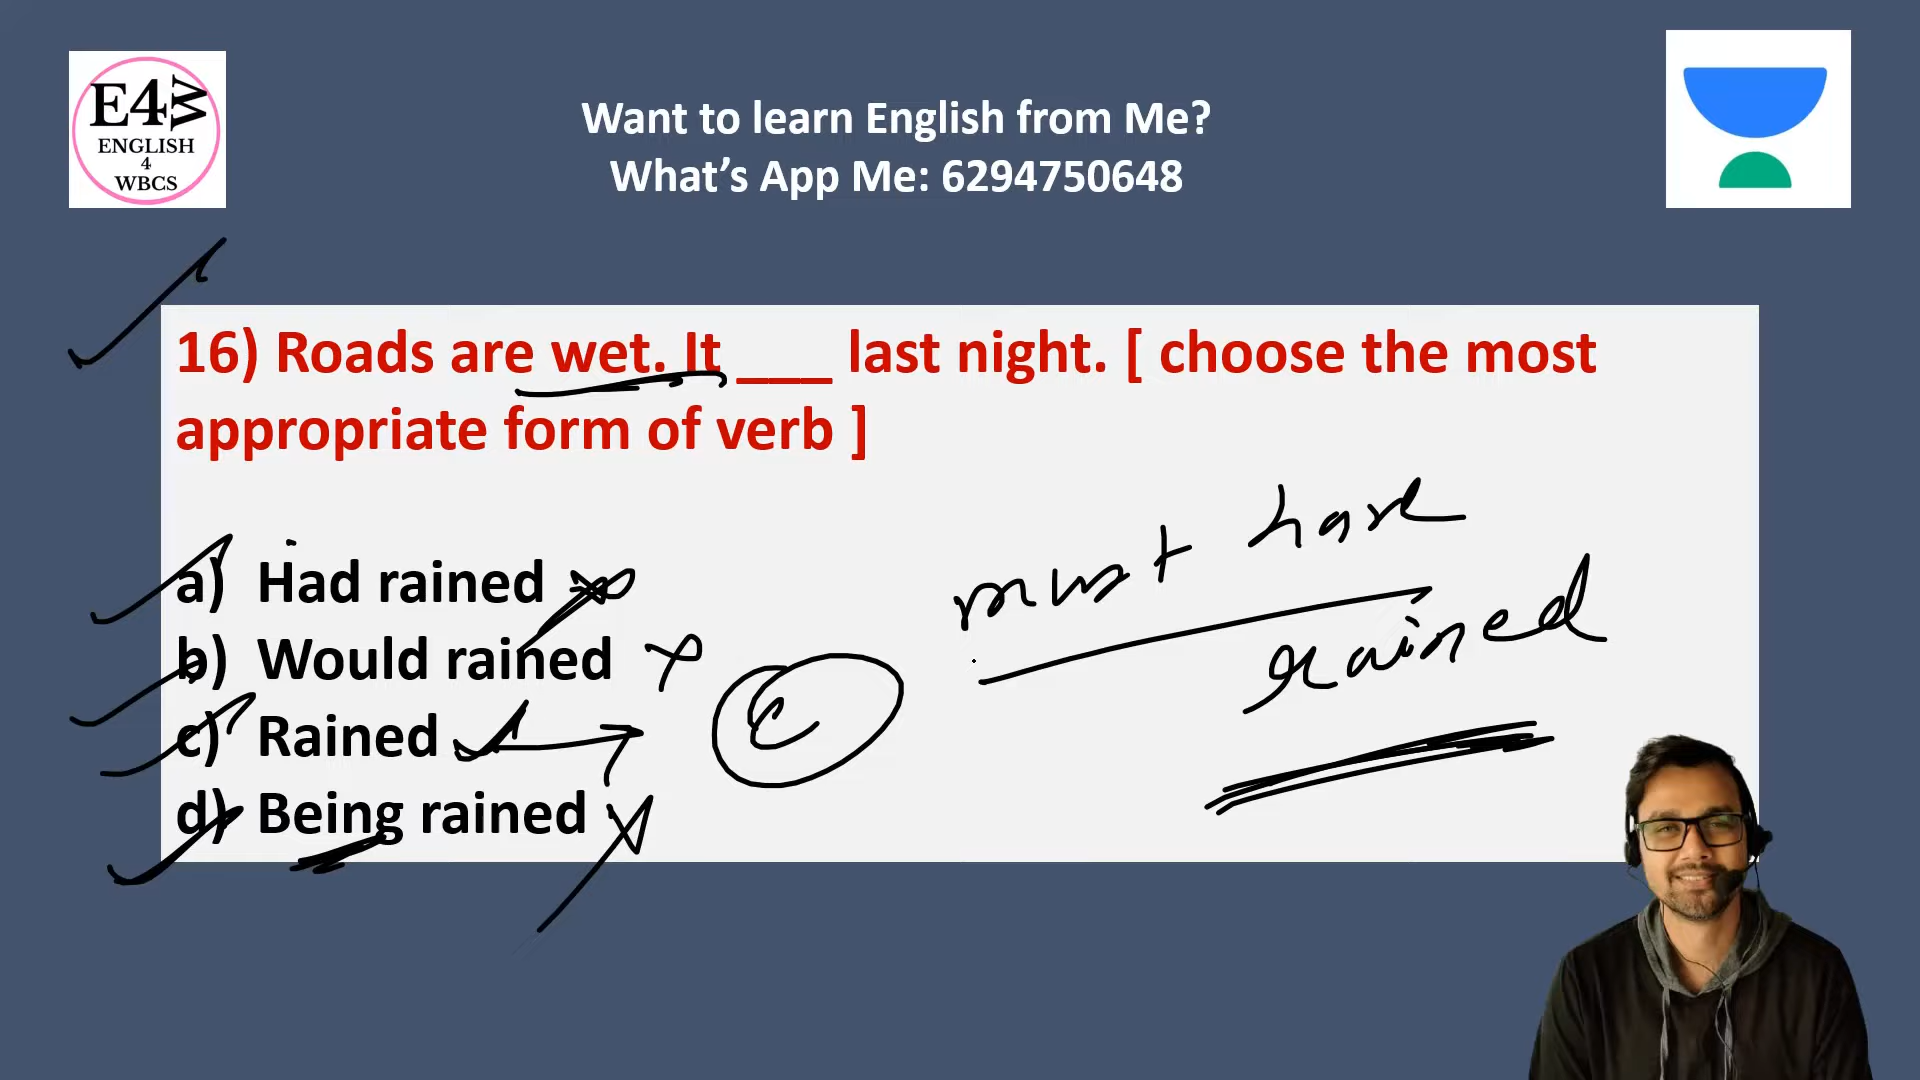 E4W
ENGLISH
4
WBCS
Want to learn English from Me?
What's App Me: 6294750648
16) Roads are wet. It ___ last night. [ choose the most
appropriate form of verb ]
a) Had rained
b) Would rained
c) Rained
d) Being rained
C
must have
rained